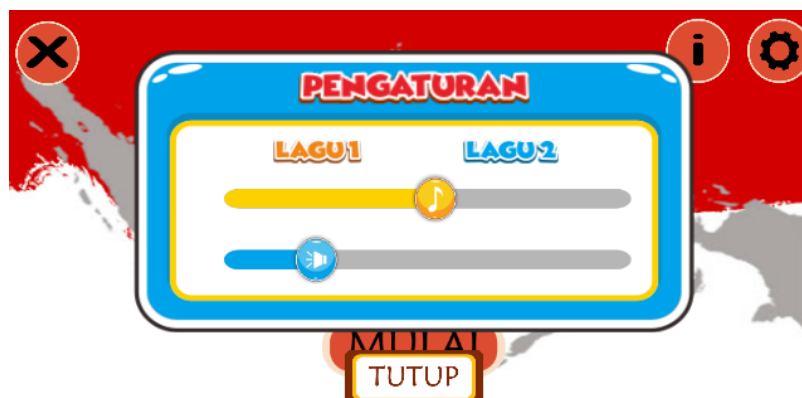 i
PENGATURAN
LAGU 1
LAGU 2
MULAI
TUTUP